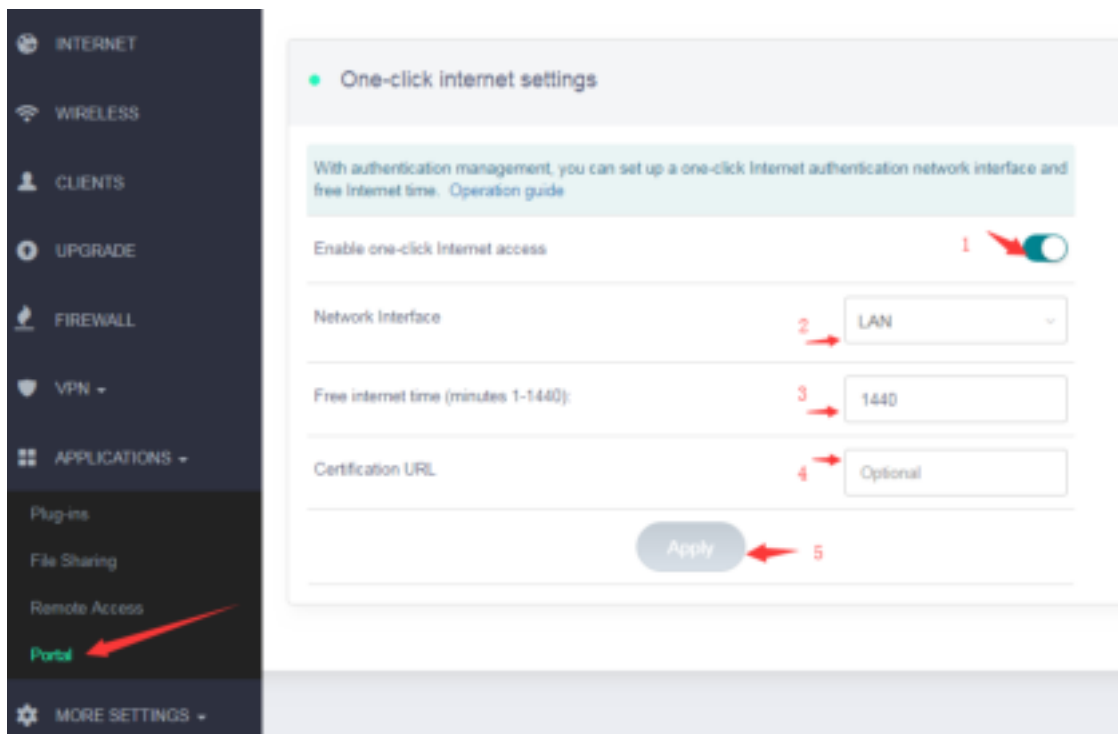 INTERNET
WIRELESS
CLIENTS
UPGRADE
FIREWALL
VPN
APPLICATIONS
Plug-ins
File Sharing
Remote Access
Portal
MORE SETTINGS
One-click internet settings
With authentication management, you can set up a one-click Internet authentication network interface and
free Internet time. Operation guide
Enable one-click Internet access 1
Network Interface 2 LAN
Free internet time (minutes 1-1440): 3 1440
Certification URL 4 Optional
Apply 5